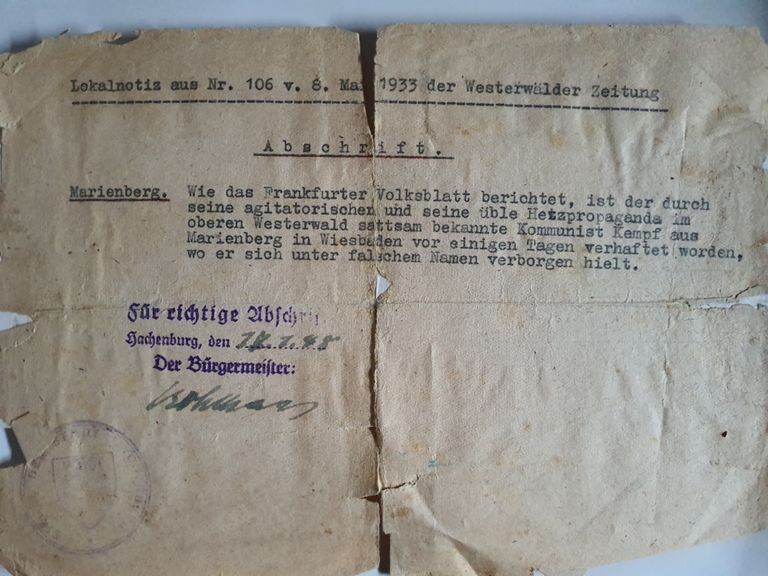 Lokalnotiz aus Nr. 106 v. 8. Mai 1933 der Westerwälder Zeitung
Abschrift.
Marienberg. Wie das Frankfurter Volksblatt berichtet, ist der durch
seine agitatorischen und seine üble Hetzpropaganda im
oberen Westerwald sattsam bekannte Kommunist Kempf aus
Marienberg in Wiesbaden vor einigen Tagen verhaftet worden,
wo er sich unter falschem Namen verborgen hielt.
Für richtige Abschri
Hachenburg, den
Der Bürgermeister: